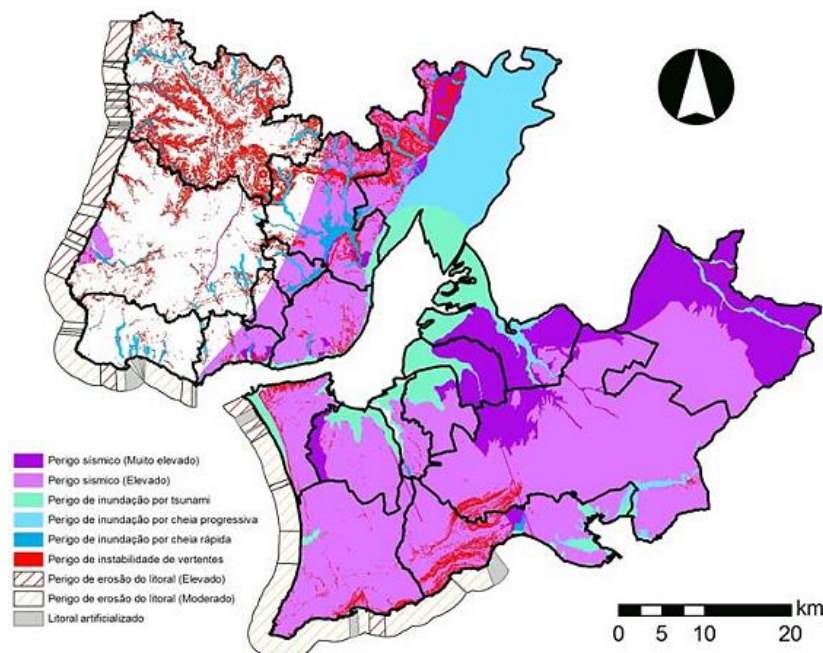 Perigo sísmico (Muito elevado)
Perigo sísmico (Elevado)
Perigo de inundação por tsunami
Perigo de inundação por cheia progressiva
Perigo de inundação por cheia rápida
Perigo de instabilidade de vertentes
Perigo de erosão do litoral (Elevado)
Perigo de erosão do litoral (Moderado)
Litoral artificializado
km
0 5 10 20